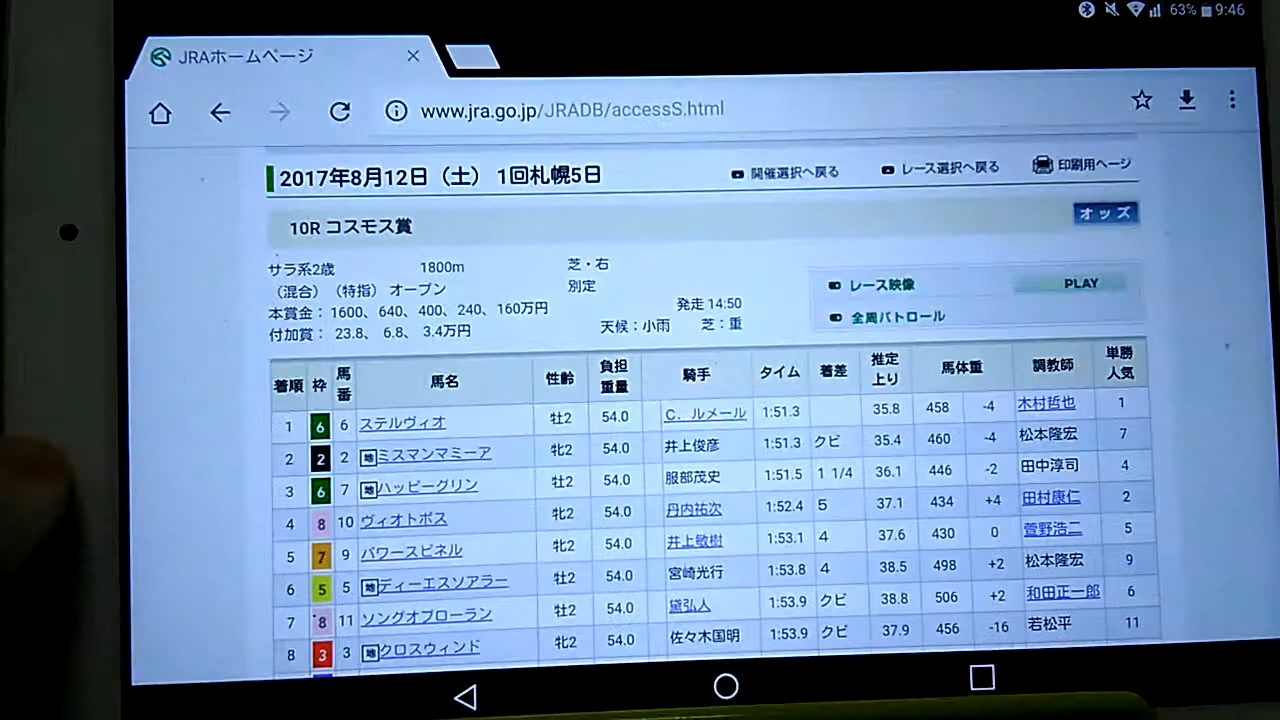 63% 9:46
JRAホームページ
www.jra.go.jp/JRADB/accessS.html
2017年8月12日（土） 1回札幌5日 開催選択へ戻る レース選択へ戻る 印刷用ページ
10R コスモス賞 オッズ
サラ系2歳 1800m 芝・右
（混合）（特指） オープン 別定
レース映像 PLAY
本賞金： 1600、 640、 400、 240、 160万円 発走 14:50
付加賞： 23.8、 6.8、 3.4万円 天候：小雨 芝：重
全周パトロール
着順 枠 馬番 馬名 性齢 負担重量 騎手 タイム 着差 推定上り 馬体重 調教師 単勝人気
1 6 6 ステルヴィオ 牡2 54.0 C．ルメール 1:51.3 35.8 458 -4 木村哲也 1
2 2 2 地ミスマンマミーア 牝2 54.0 井上俊彦 1:51.3 クビ 35.4 460 -4 松本隆宏 7
3 6 7 地ハッピーグリン 牡2 54.0 服部茂史 1:51.5 1 1/4 36.1 446 -2 田中淳司 4
4 8 10 ヴィオトポス 牝2 54.0 丹内祐次 1:52.4 5 37.1 434 +4 田村康仁 2
5 7 9 パワースピネル 牝2 54.0 井上敏樹 1:53.1 4 37.6 430 0 萱野浩二 5
6 5 5 地ディーエスソアラー 牡2 54.0 宮崎光行 1:53.8 4 38.5 498 +2 松本隆宏 9
7 8 11 ソングオブローラン 牡2 54.0 黛弘人 1:53.9 クビ 38.8 506 +2 和田正一郎 6
8 3 3 地クロスウィンド 牝2 54.0 佐々木国明 1:53.9 クビ 37.9 456 -16 若松平 11